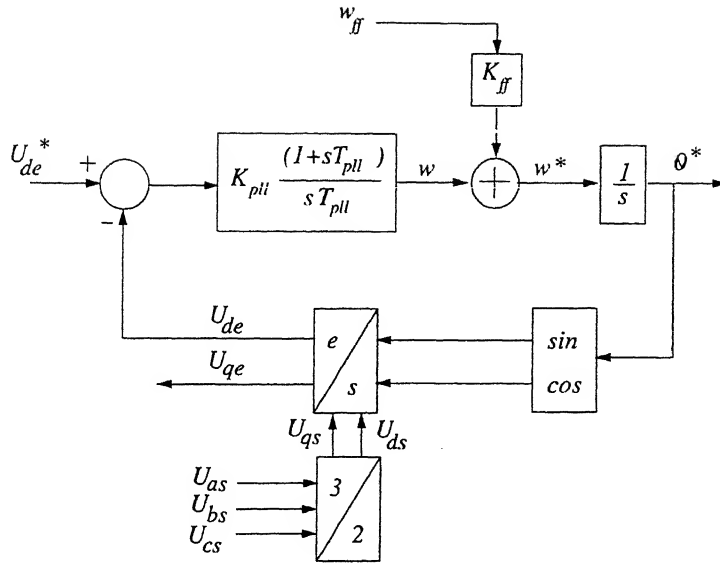 w_ff
K_ff
U_de*
+
-
K_pll (1+sT_pll) / sT_pll
w
+
w*
1/s
θ*
U_de
U_qe
e
s
sin
cos
U_qs
U_ds
U_as
U_bs
U_cs
3
2